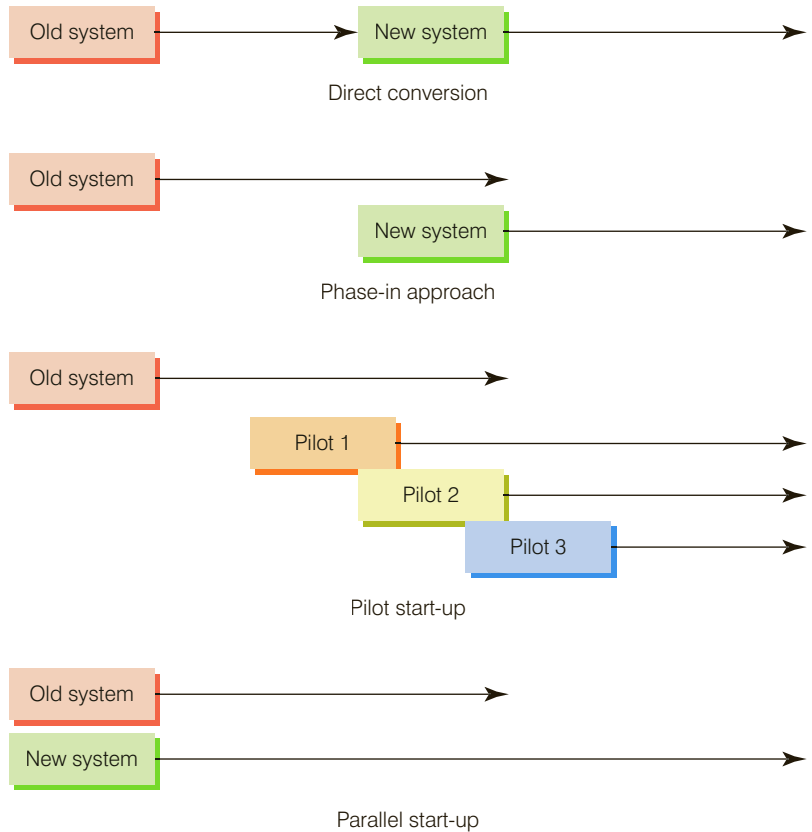 Old system
New system
Direct conversion
Old system
New system
Phase-in approach
Old system
Pilot 1
Pilot 2
Pilot 3
Pilot start-up
Old system
New system
Parallel start-up